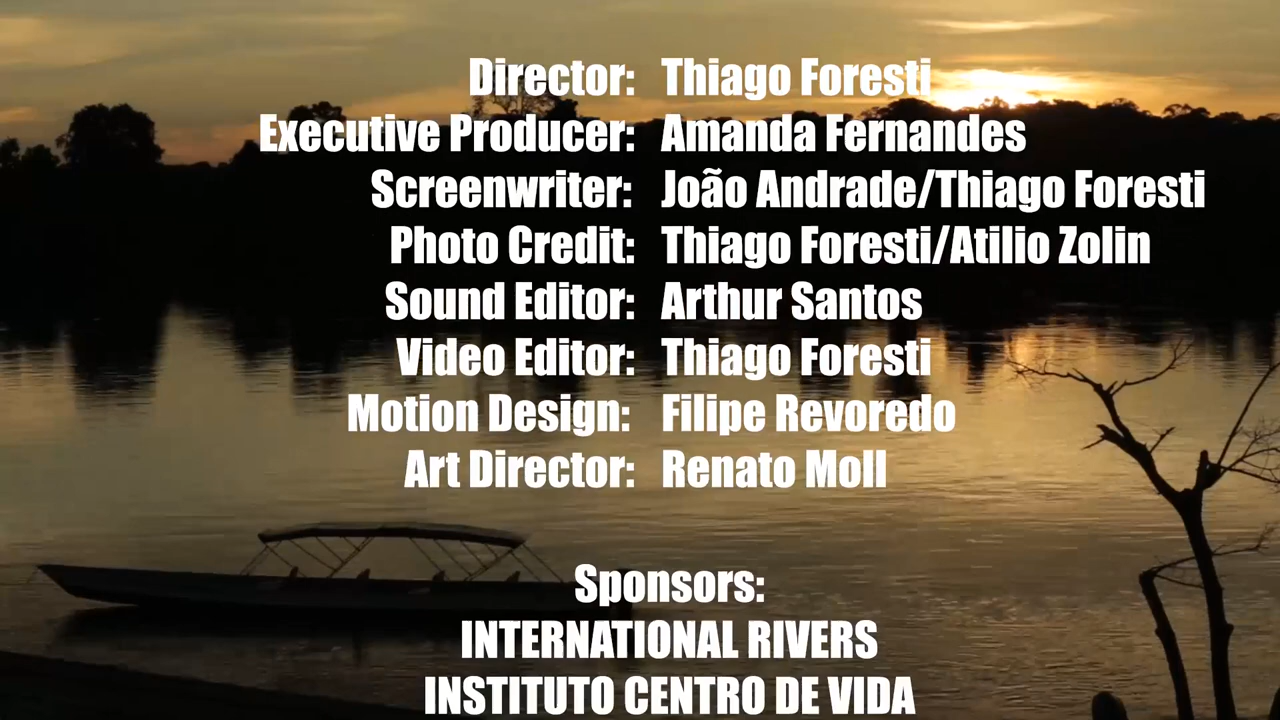 Director: Thiago Foresti
Executive Producer: Amanda Fernandes
Screenwriter: João Andrade/Thiago Foresti
Photo Credit: Thiago Foresti/Atilio Zolin
Sound Editor: Arthur Santos
Video Editor: Thiago Foresti
Motion Design: Filipe Revoredo
Art Director: Renato Moll
Sponsors:
INTERNATIONAL RIVERS
INSTITUTO CENTRO DE VIDA